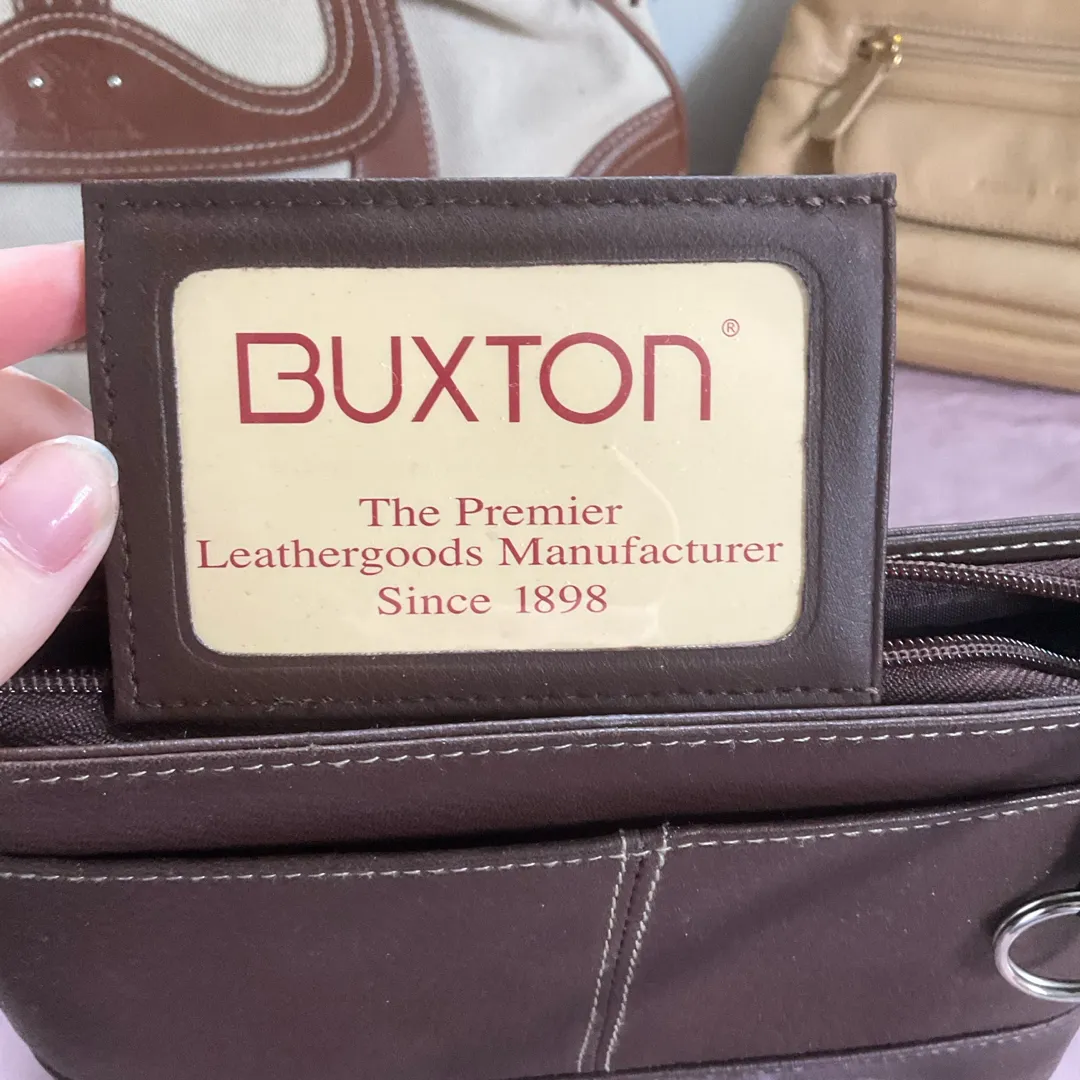 BUXTON®
The Premier
Leathergoods Manufacturer
Since 1898